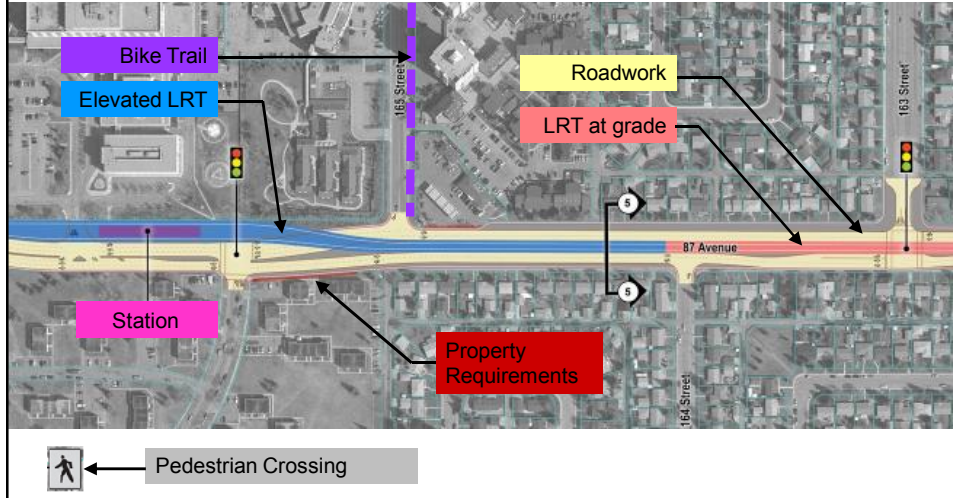 Bike Trail
Elevated LRT
165 Street
Roadwork
LRT at grade
163 Street
5
87 Avenue
5
Station
Property
Requirements
164 Street
Pedestrian Crossing